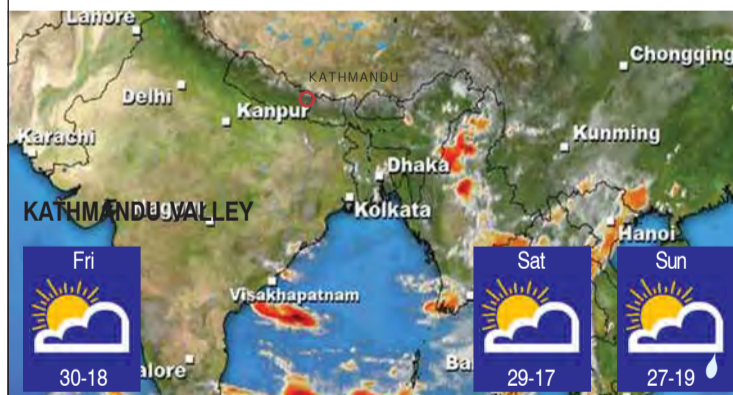 Lahore
Chongqing
KATHMANDU
Delhi
Kanpur
Karachi
Kunming
Dhaka
KATHMANDU VALLEY
Kolkata
Hanoi
Fri
Sat
Sun
Visakhapatnam
30-18
29-17
27-19